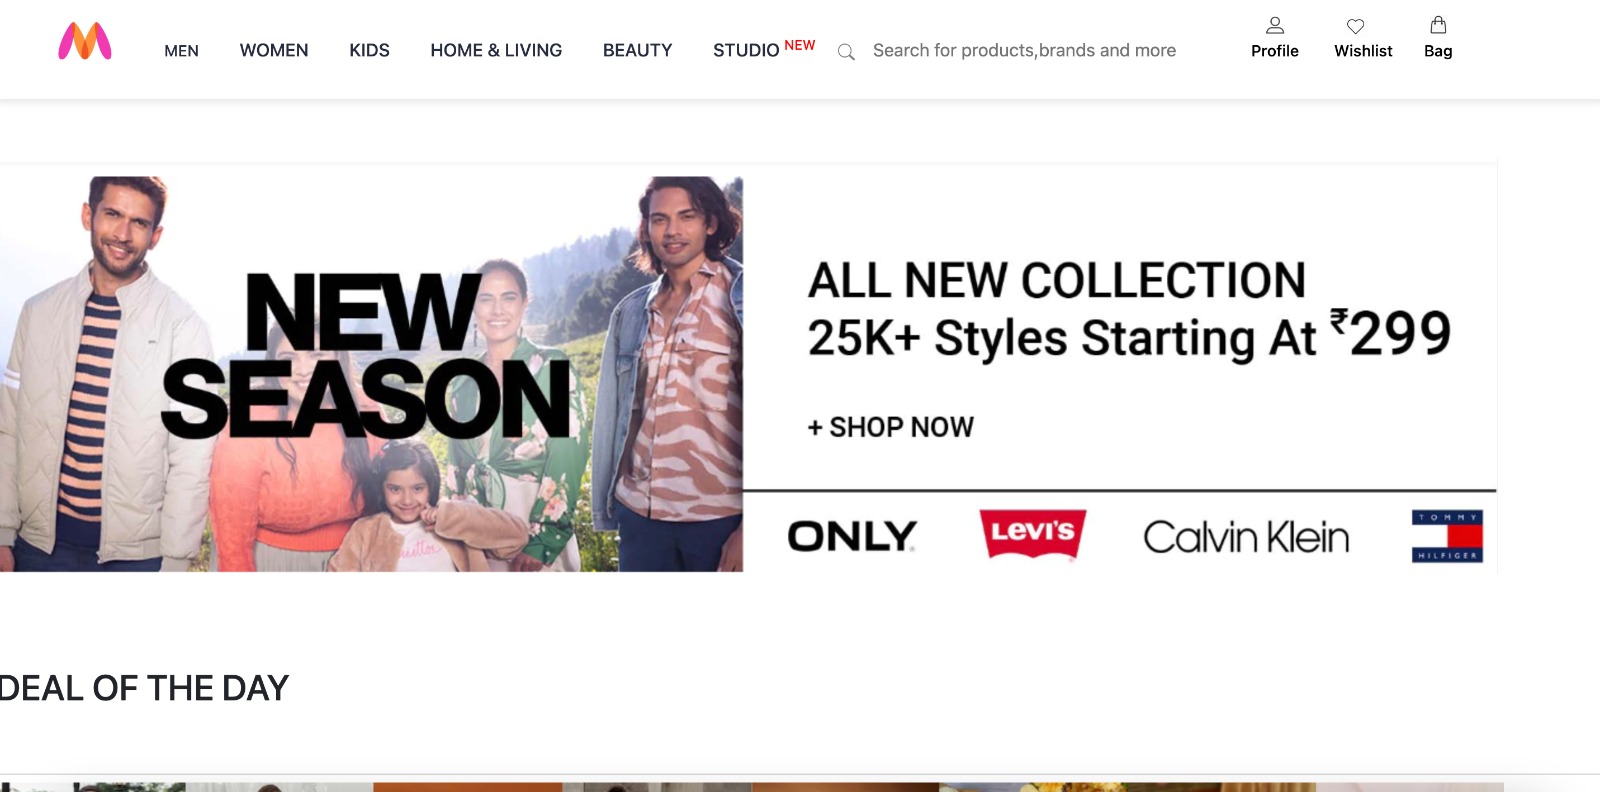 MEN WOMEN KIDS HOME & LIVING BEAUTY STUDIO NEW Search for products,brands and more Profile Wishlist Bag
NEW
SEASON
ALL NEW COLLECTION
25K+ Styles Starting At ₹299
+ SHOP NOW
ONLY Levi's Calvin Klein TOMMY HILFIGER
DEAL OF THE DAY